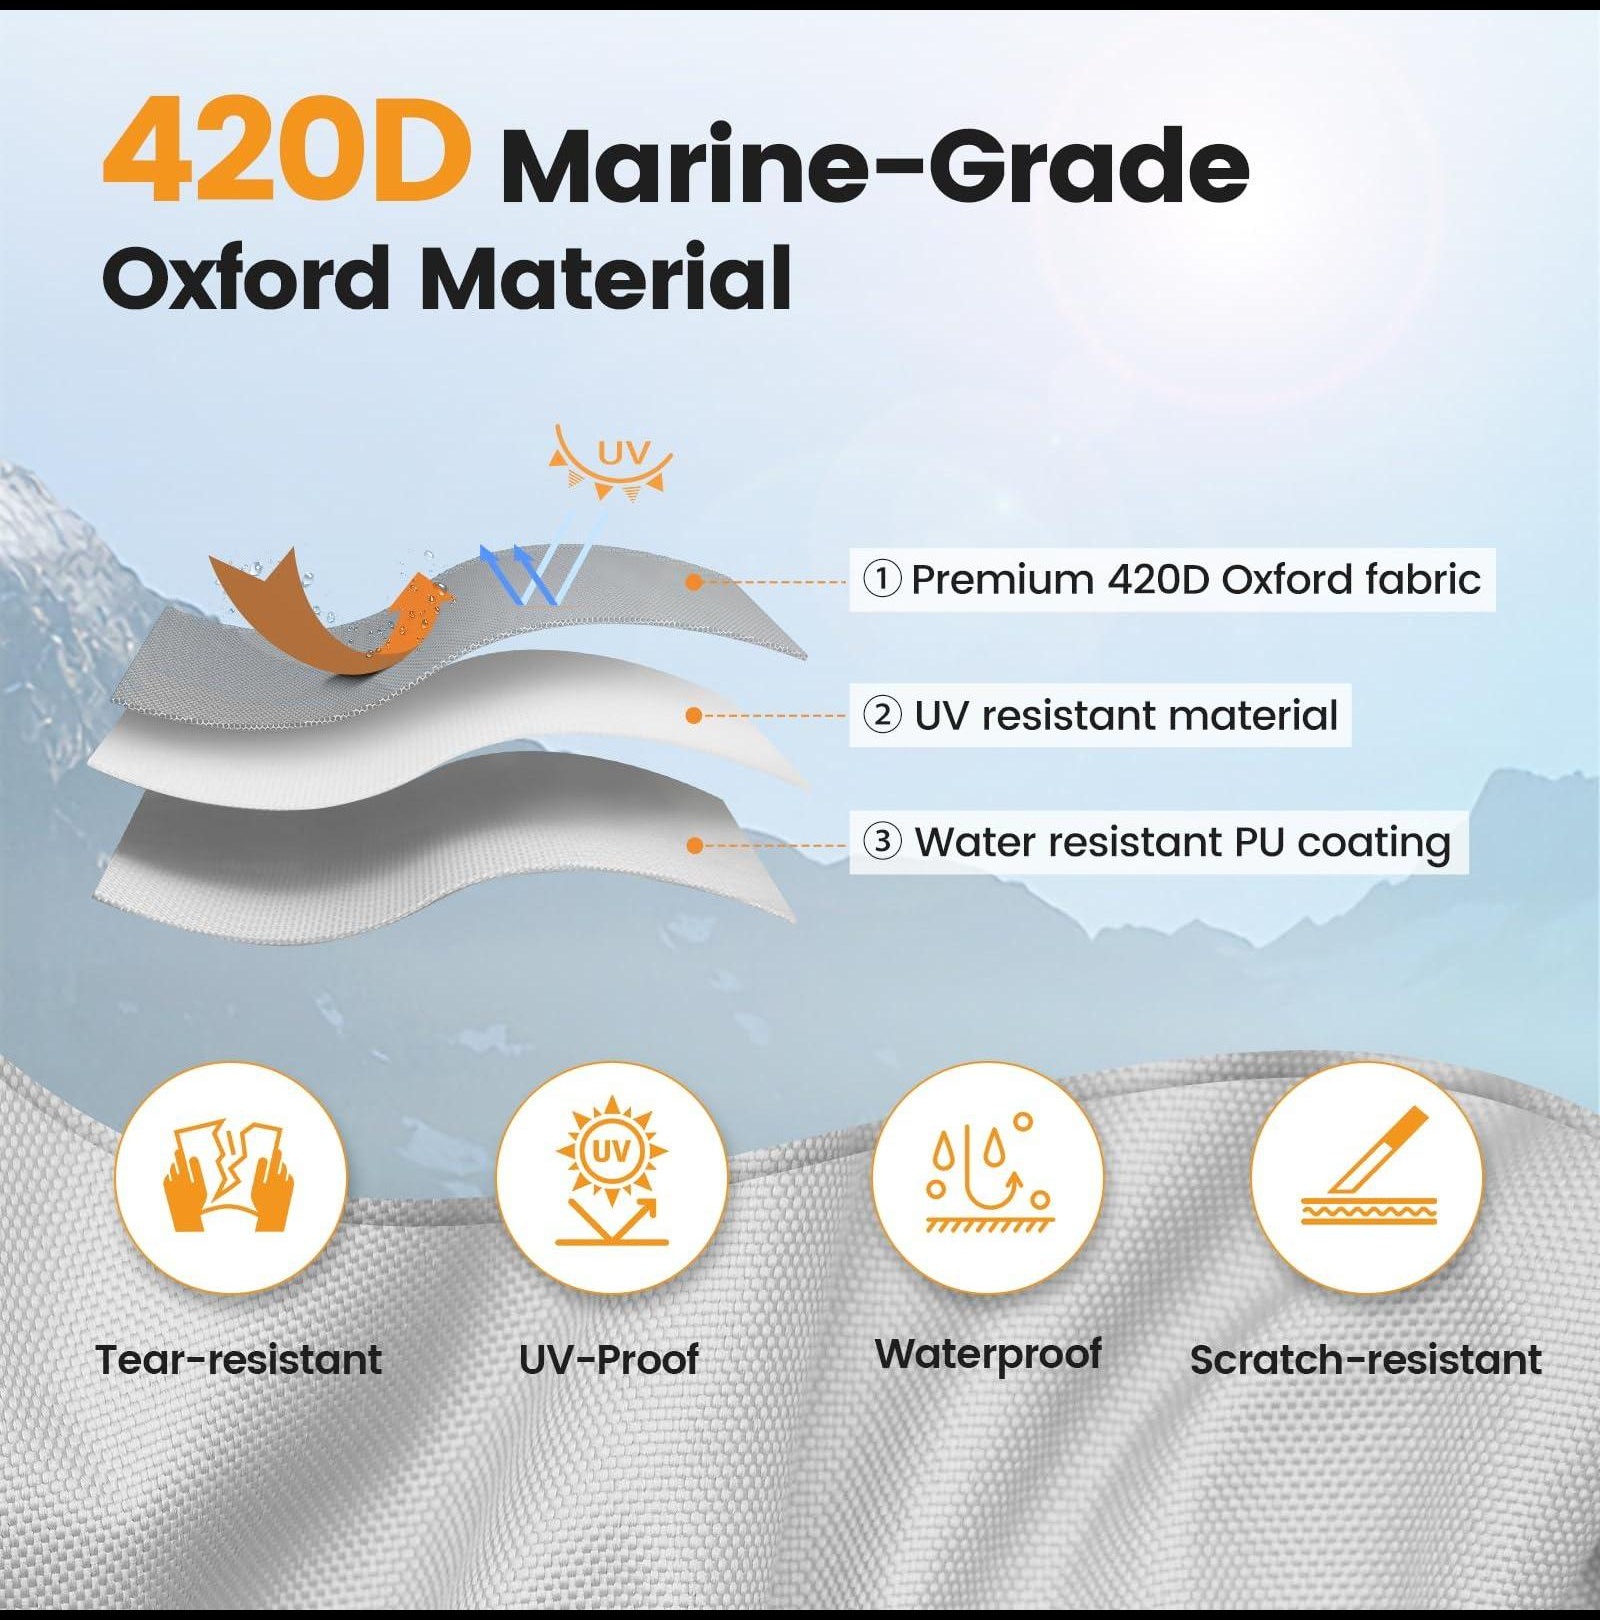 420D Marine-Grade
Oxford Material
UV
① Premium 420D Oxford fabric
② UV resistant material
③ Water resistant PU coating
UV
Tear-resistant
UV-Proof
Waterproof
Scratch-resistant